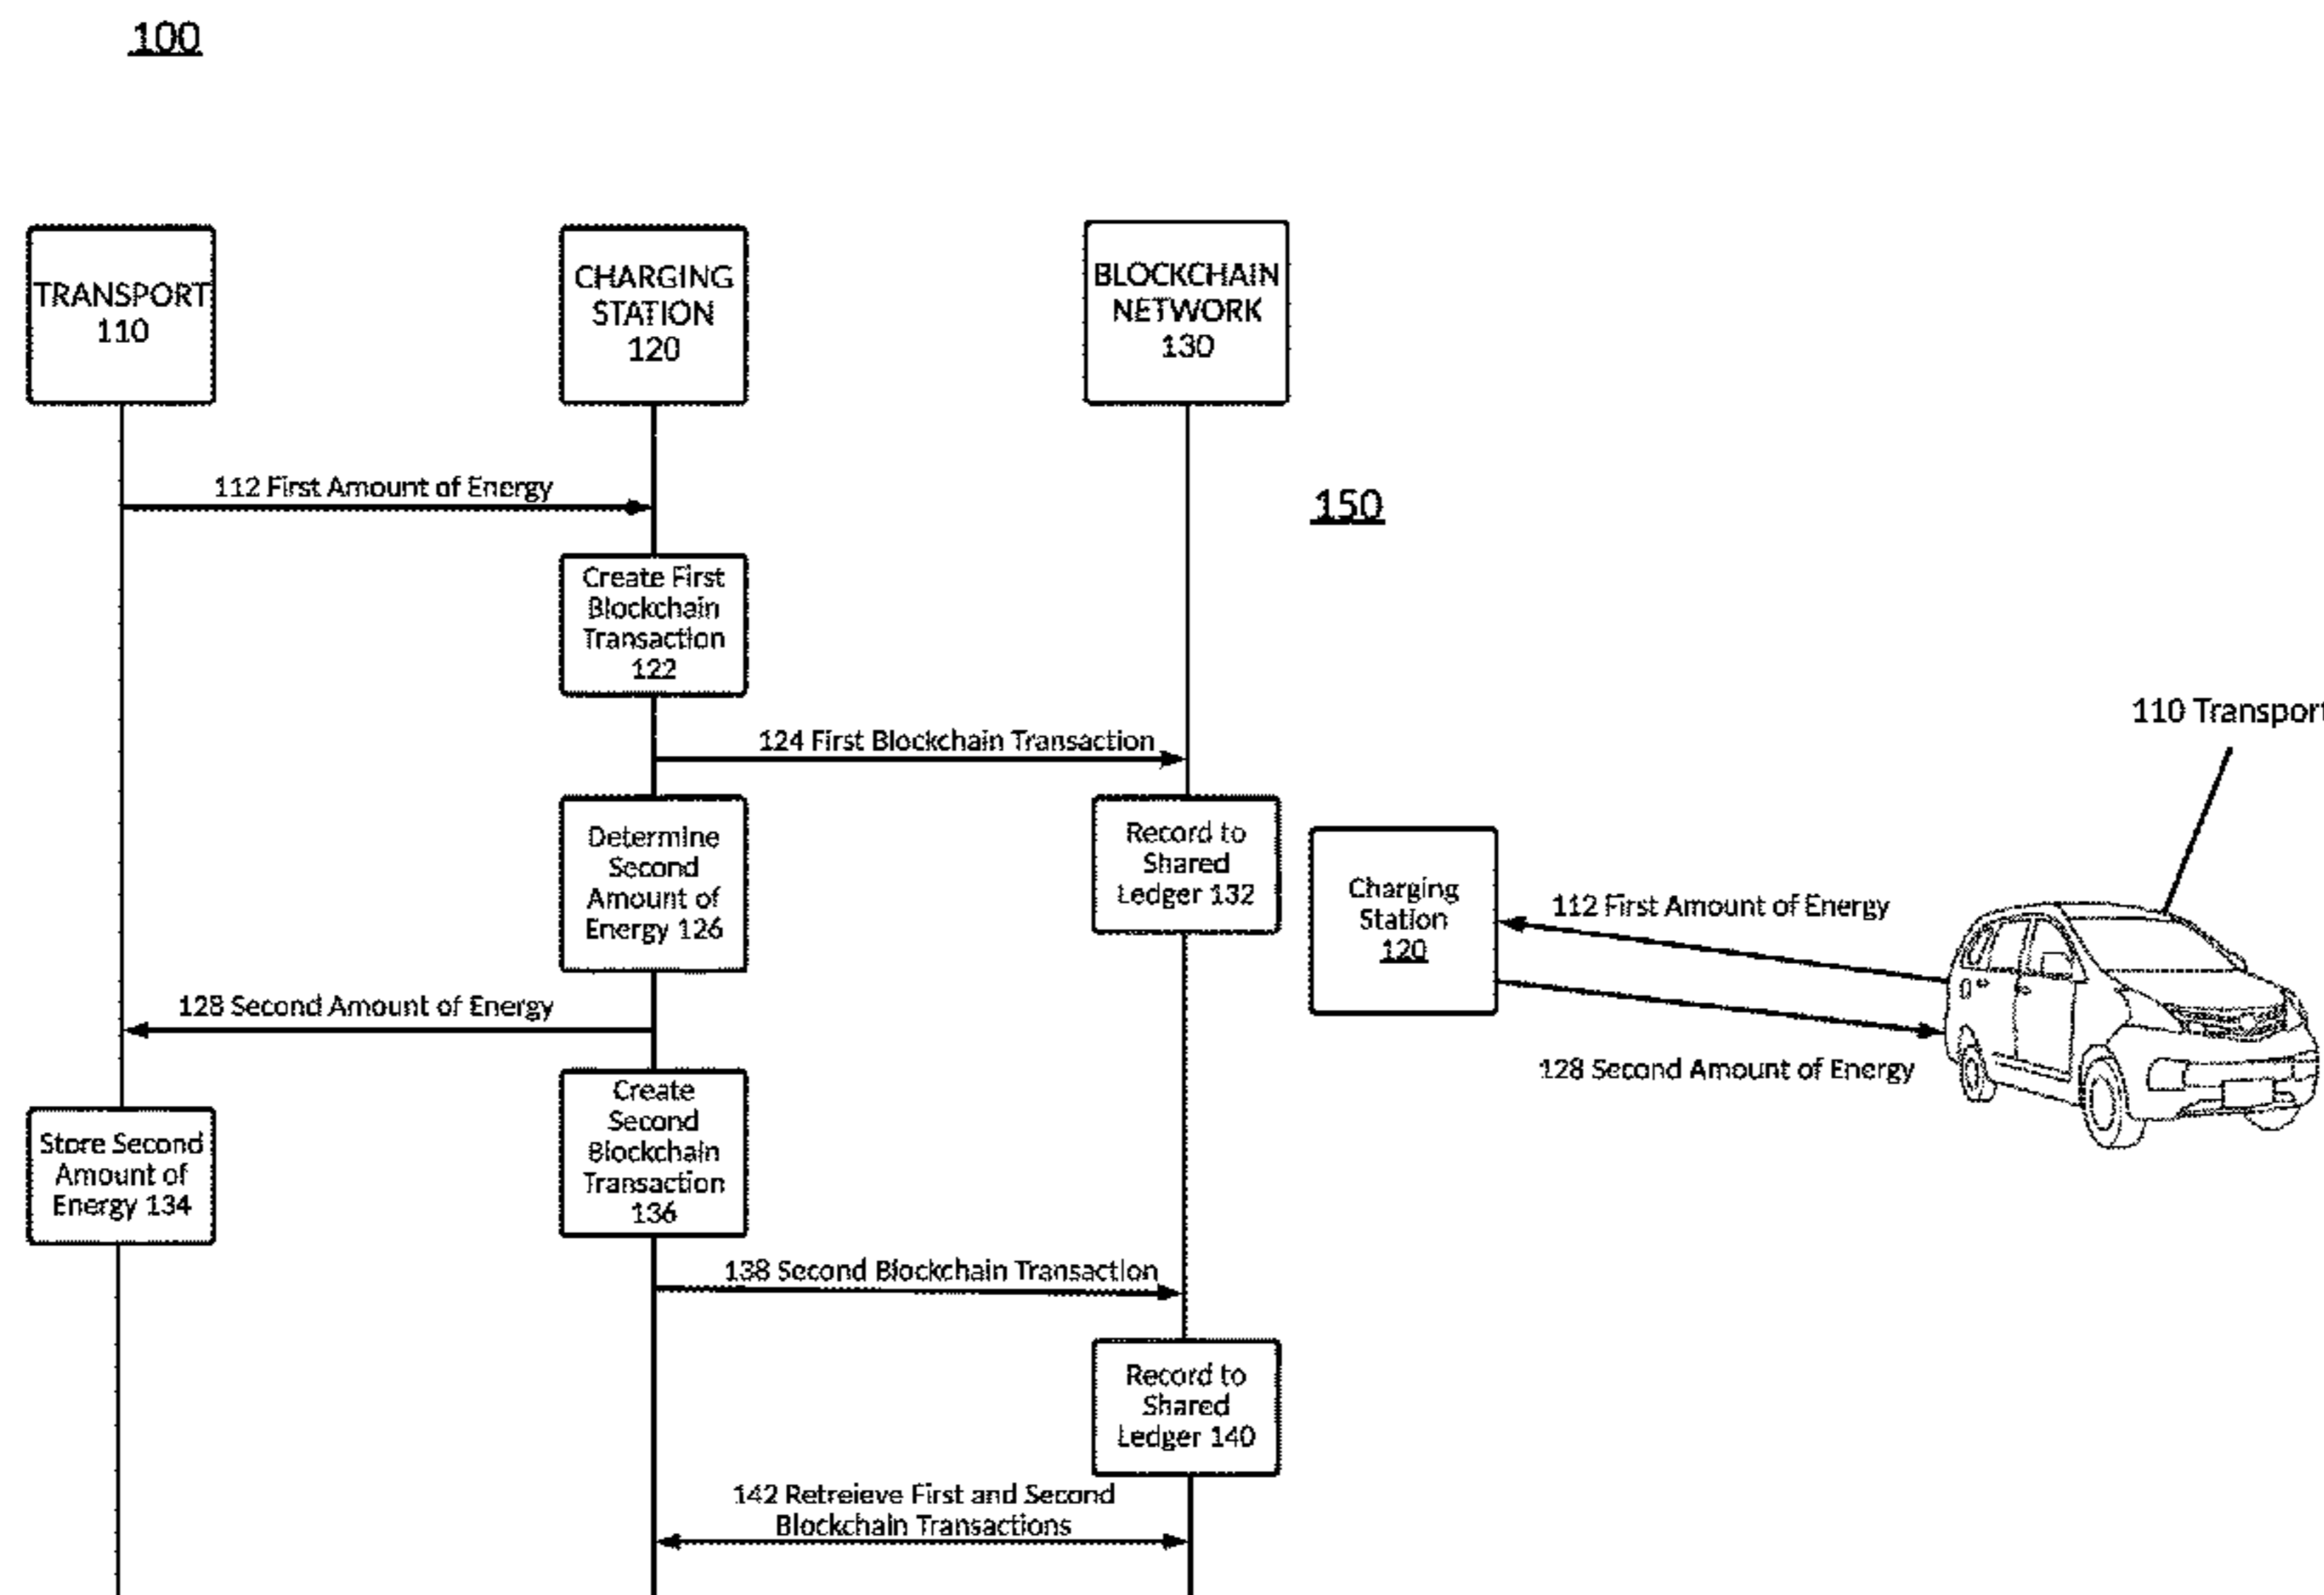 100
TRANSPORT
110
CHARGING
STATION
120
BLOCKCHAIN
NETWORK
130
112 First Amount of Energy
150
Create First
Blockchain
Transaction
122
110 Transport
124 First Blockchain Transaction
Determine
Second
Amount of
Energy 126
Record to
Shared
Ledger 132
Charging
Station
120
112 First Amount of Energy
128 Second Amount of Energy
128 Second Amount of Energy
Create
Second
Blockchain
Transaction
136
Store Second
Amount of
Energy 134
138 Second Blockchain Transaction
Record to
Shared
Ledger 140
142 Retreieve First and Second
Blockchain Transactions